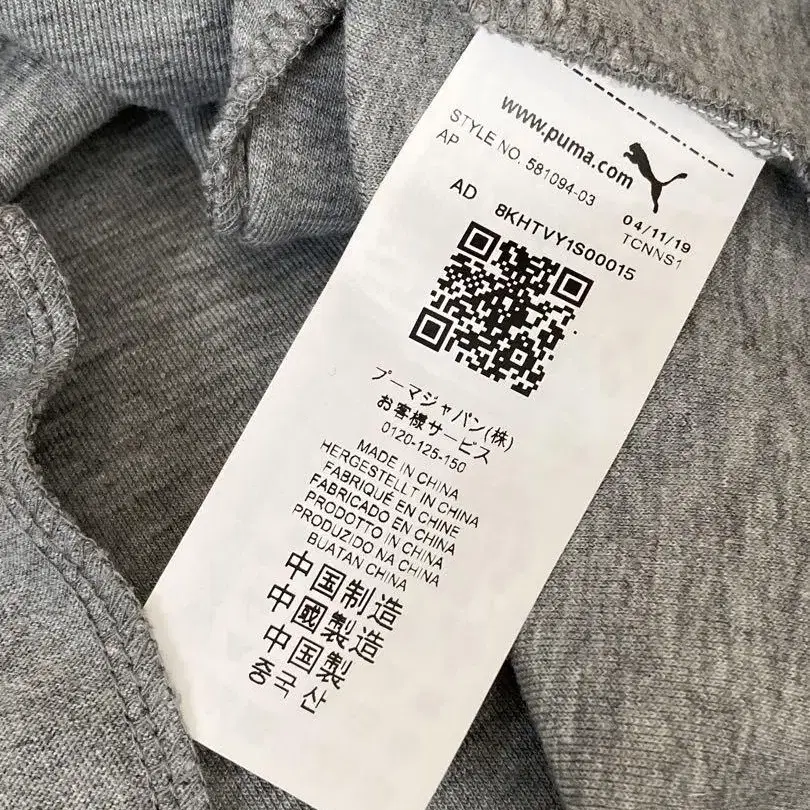 www.puma.com
STYLE NO. 581094-03
AP
04/11/19
TCNNS1
AD 8KHTVY1S00015
プーマジャパン(株)
お客様サービス
0120-125-150
MADE IN CHINA
HERGESTELLT IN CHINA
FABRIQUÉ EN CHINE
FABRICADO EN CHINA
PRODOTTO IN CHINA
PRODUZIDO NA CHINA
BUATAN CHINA
中国制造
中國製造
中国製
중국 산